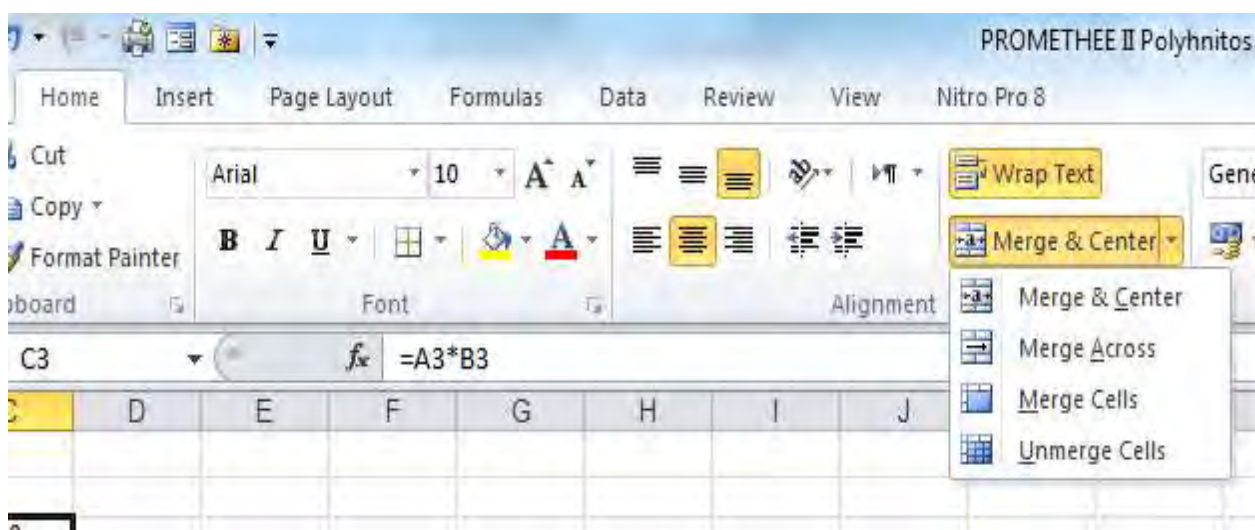 PROMETHEE II Polyhnitos
Home Insert Page Layout Formulas Data Review View Nitro Pro 8
Cut
Copy
Format Painter
Arial 10 A A
B I U A
Wrap Text
Merge & Center
Font Alignment
Merge & Center
Merge Across
Merge Cells
Unmerge Cells
C3 fx =A3*B3
D E F G H I J